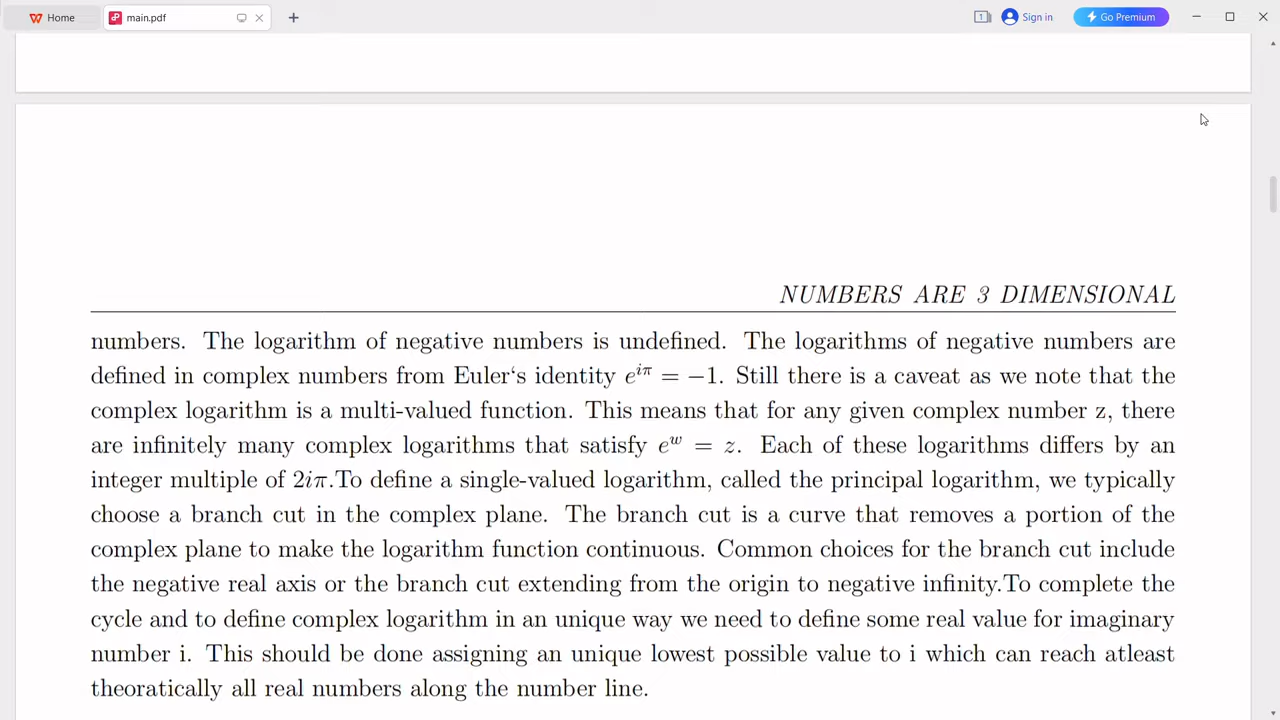 Home
main.pdf
1
Sign in
Go Premium
NUMBERS ARE 3 DIMENSIONAL
numbers. The logarithm of negative numbers is undefined. The logarithms of negative numbers are
defined in complex numbers from Euler‘s identity e^{iπ} = −1. Still there is a caveat as we note that the
complex logarithm is a multi-valued function. This means that for any given complex number z, there
are infinitely many complex logarithms that satisfy e^w = z. Each of these logarithms differs by an
integer multiple of 2iπ.To define a single-valued logarithm, called the principal logarithm, we typically
choose a branch cut in the complex plane. The branch cut is a curve that removes a portion of the
complex plane to make the logarithm function continuous. Common choices for the branch cut include
the negative real axis or the branch cut extending from the origin to negative infinity.To complete the
cycle and to define complex logarithm in an unique way we need to define some real value for imaginary
number i. This should be done assigning an unique lowest possible value to i which can reach atleast
theoratically all real numbers along the number line.